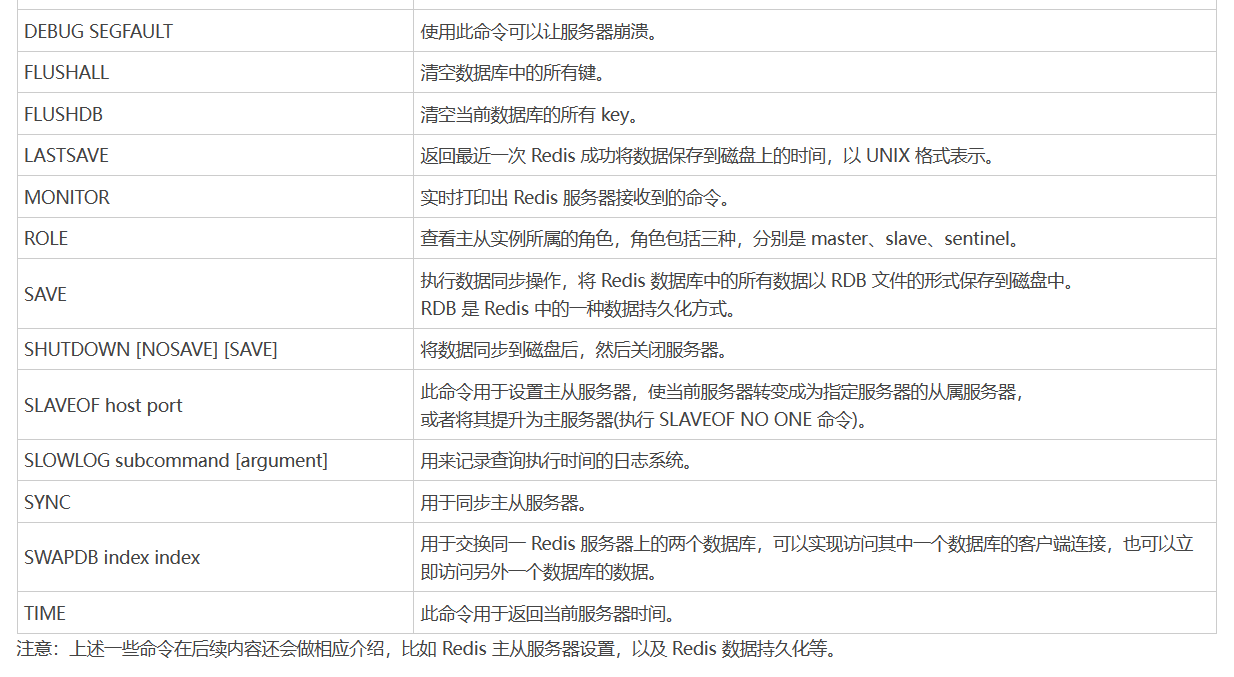 DEBUG SEGFAULT 使用此命令可以让服务器崩溃。
FLUSHALL 清空数据库中的所有键。
FLUSHDB 清空当前数据库的所有 key。
LASTSAVE 返回最近一次 Redis 成功将数据保存到磁盘上的时间，以 UNIX 格式表示。
MONITOR 实时打印出 Redis 服务器接收到的命令。
ROLE 查看主从实例所属的角色，角色包括三种，分别是 master、slave、sentinel。
SAVE 执行数据同步操作，将 Redis 数据库中的所有数据以 RDB 文件的形式保存到磁盘中。
RDB 是 Redis 中的一种数据持久化方式。
SHUTDOWN [NOSAVE] [SAVE] 将数据同步到磁盘后，然后关闭服务器。
SLAVEOF host port 此命令用于设置主从服务器，使当前服务器转变成为指定服务器的从属服务器，
或者将其提升为主服务器(执行 SLAVEOF NO ONE 命令)。
SLOWLOG subcommand [argument] 用来记录查询执行时间的日志系统。
SYNC 用于同步主从服务器。
SWAPDB index index 用于交换同一 Redis 服务器上的两个数据库，可以实现访问其中一个数据库的客户端连接，也可以立
即访问另外一个数据库的数据。
TIME 此命令用于返回当前服务器时间。
注意：上述一些命令在后续内容还会做相应介绍，比如 Redis 主从服务器设置，以及 Redis 数据持久化等。